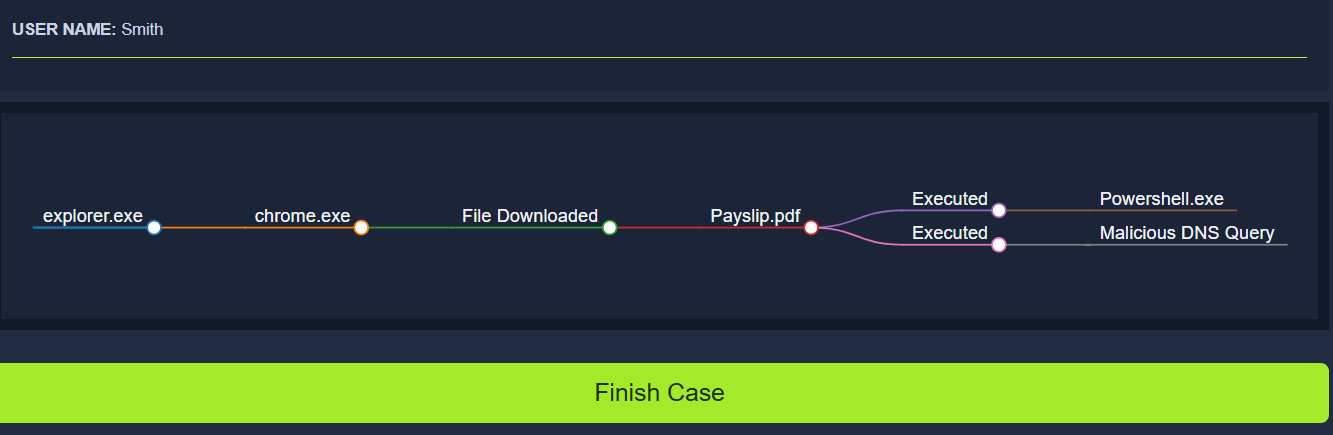 USER NAME: Smith
explorer.exe
chrome.exe
File Downloaded
Payslip.pdf
Executed
Powershell.exe
Executed
Malicious DNS Query
Finish Case